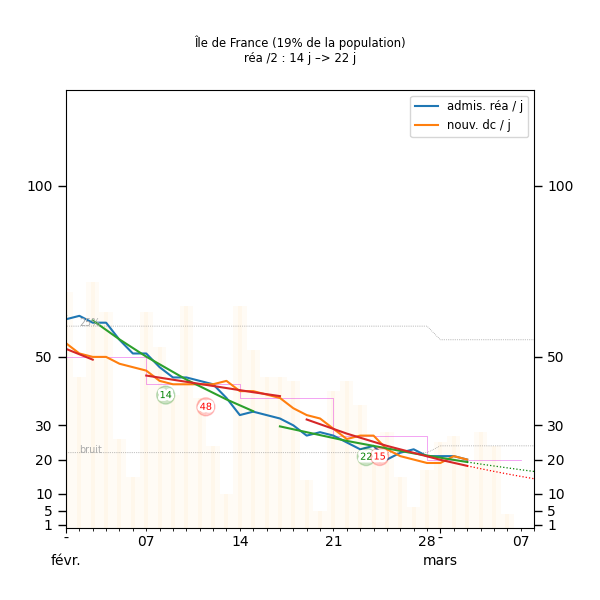 Île de France (19% de la population)
réa /2 : 14 j –> 22 j
admis. réa / j
nouv. dc / j
100 100
25%
50 50
14
48
30 30
bruit
22 15
20 20
10 10
5 5
1 1
- 07 14 21 28 - 07
févr. mars